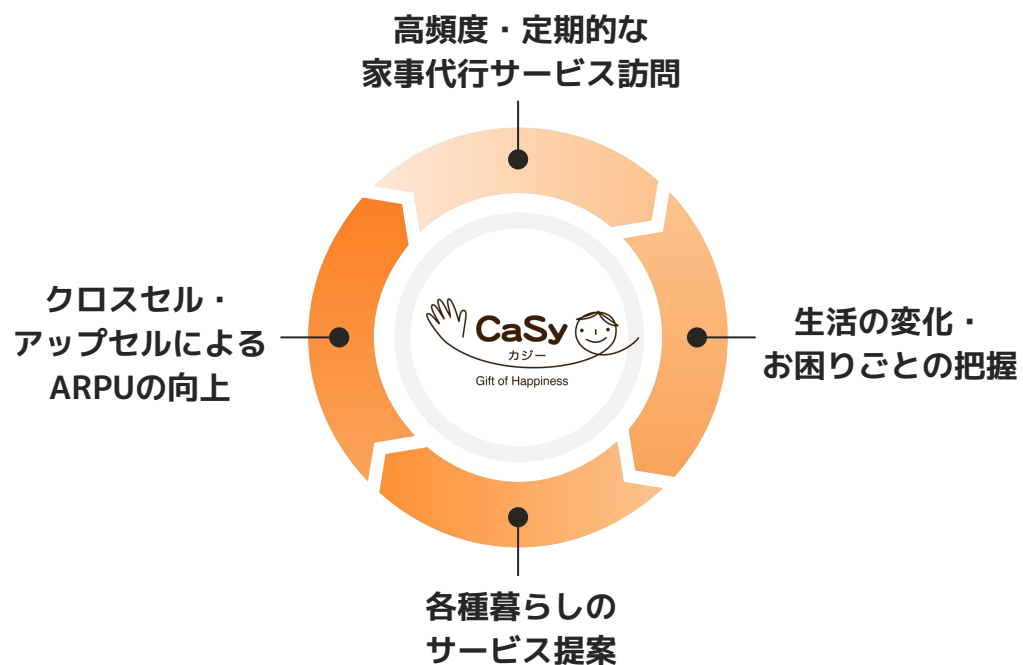 高頻度・定期的な
家事代行サービス訪問
クロスセル・
アップセルによる
ARPUの向上
CaSy
カジー
Gift of Happiness
生活の変化・
お困りごとの把握
各種暮らしの
サービス提案